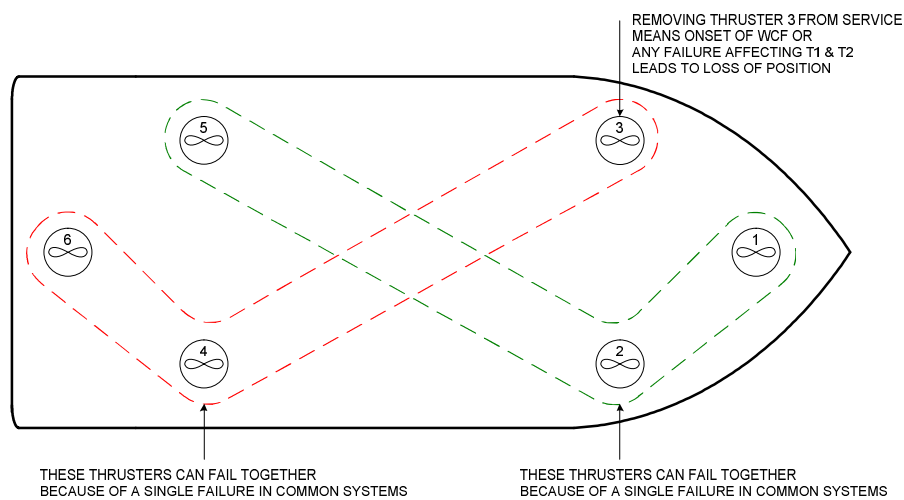 REMOVING THRUSTER 3 FROM SERVICE
MEANS ONSET OF WCF OR
ANY FAILURE AFFECTING T1 & T2
LEADS TO LOSS OF POSITION
5
3
6
1
4
2
THESE THRUSTERS CAN FAIL TOGETHER
BECAUSE OF A SINGLE FAILURE IN COMMON SYSTEMS
THESE THRUSTERS CAN FAIL TOGETHER
BECAUSE OF A SINGLE FAILURE IN COMMON SYSTEMS